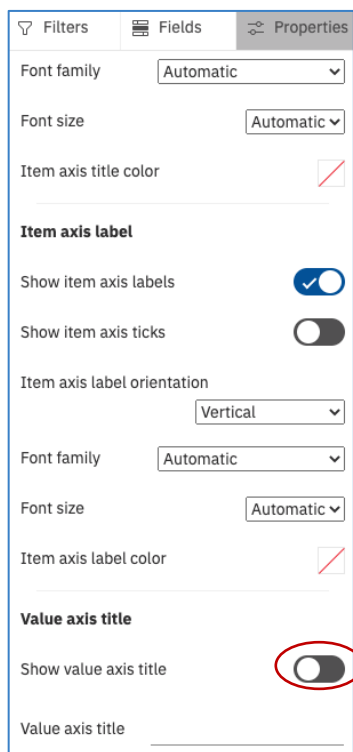 Filters Fields Properties
Font family Automatic
Font size Automatic
Item axis title color
Item axis label
Show item axis labels
Show item axis ticks
Item axis label orientation
Vertical
Font family Automatic
Font size Automatic
Item axis label color
Value axis title
Show value axis title
Value axis title